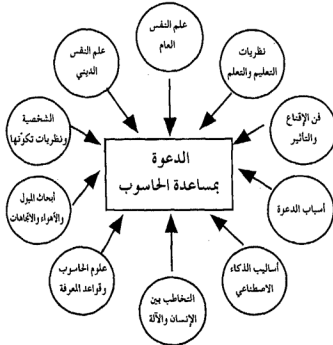 علم النفس
العام
نظريات
التعليم والتعلم
فن الإقناع
والتأثير
أسباب الدعوة
أساليب الذكاء
الاصطناعي
التخاطب بين
الإنسان والآلة
علوم الحاسوب
وقواعد المعرفة
أبحاث الميول
والأهواء والاتجاهات
الشخصية
ونظريات تكوّنها
علم النفس
الديني
الدعوة
بمساعدة الحاسوب